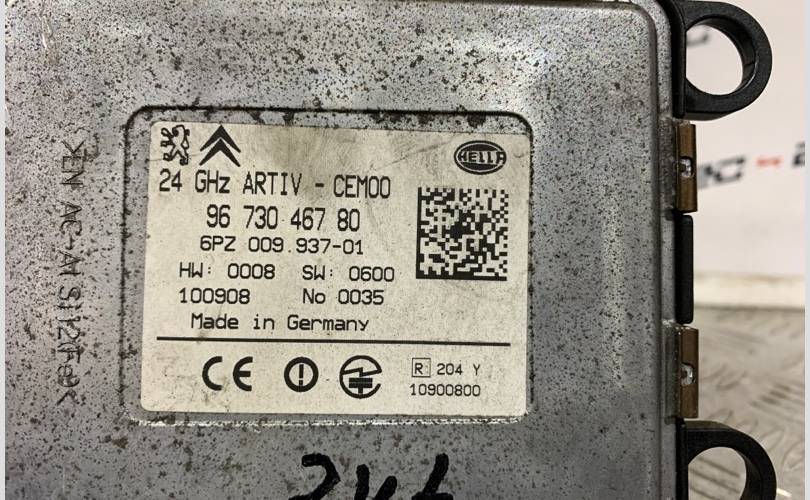 HELLA
24 GHz ARTIV - CEM00
96 730 467 80
6PZ 009.937-01
HW: 0008 SW: 0600
100908 No 0035
Made in Germany
CE
R 204 Y
10900800